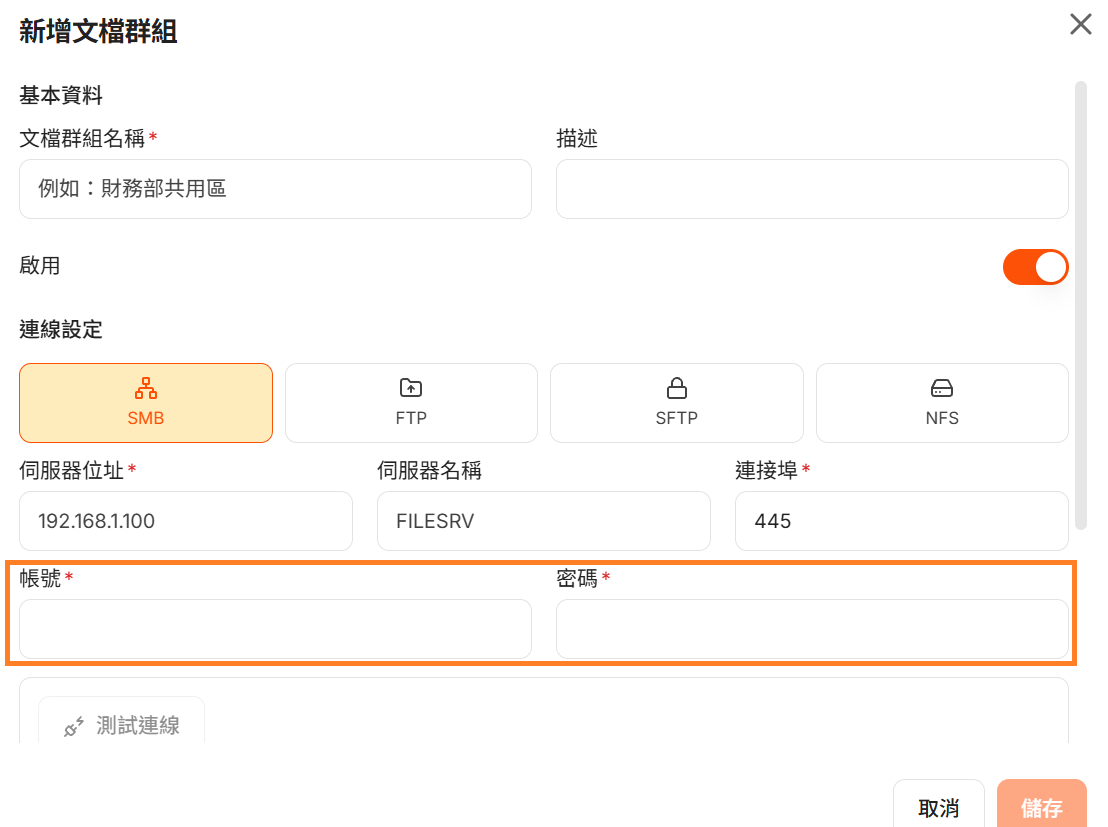 新增文檔群組
基本資料
文檔群組名稱*
描述
例如：財務部共用區
啟用
連線設定
SMB
FTP
SFTP
NFS
伺服器位址*
伺服器名稱
連接埠*
192.168.1.100
FILESRV
445
帳號*
密碼*
測試連線
取消
儲存